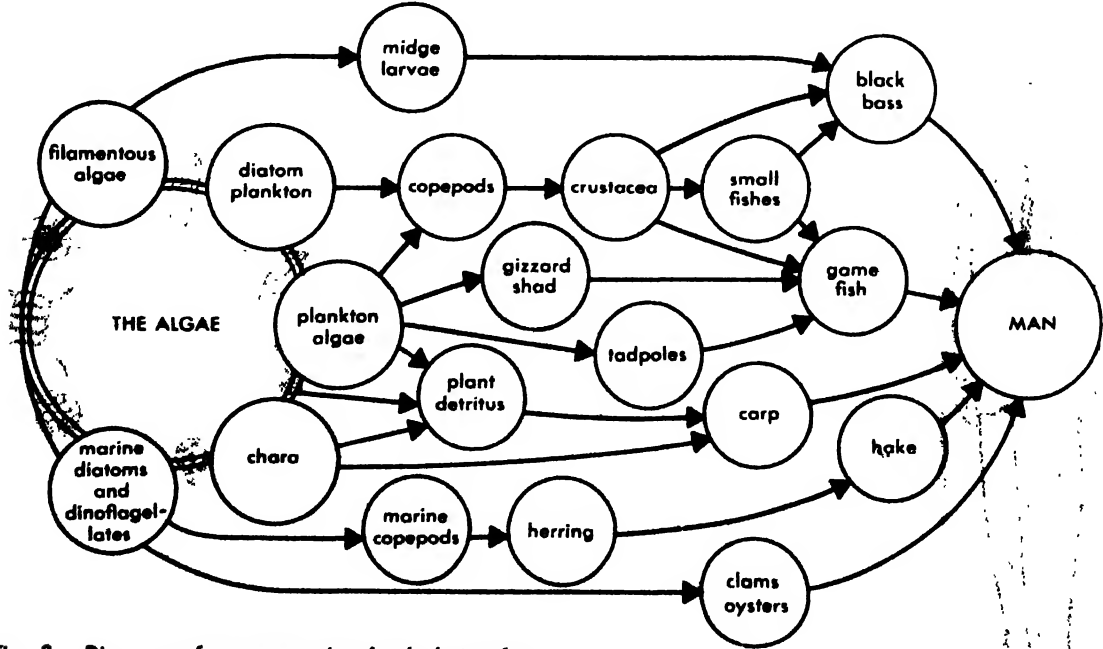 midge
larvae
black
bass
filamentous
algae
diatom
plankton
copepods
crustacea
small
fishes
gizzard
shad
game
fish
THE ALGAE
plankton
algae
MAN
tadpoles
plant
detritus
carp
chara
hake
marine
diatoms
and
dinoflagel-
lates
marine
copepods
herring
clams
oysters